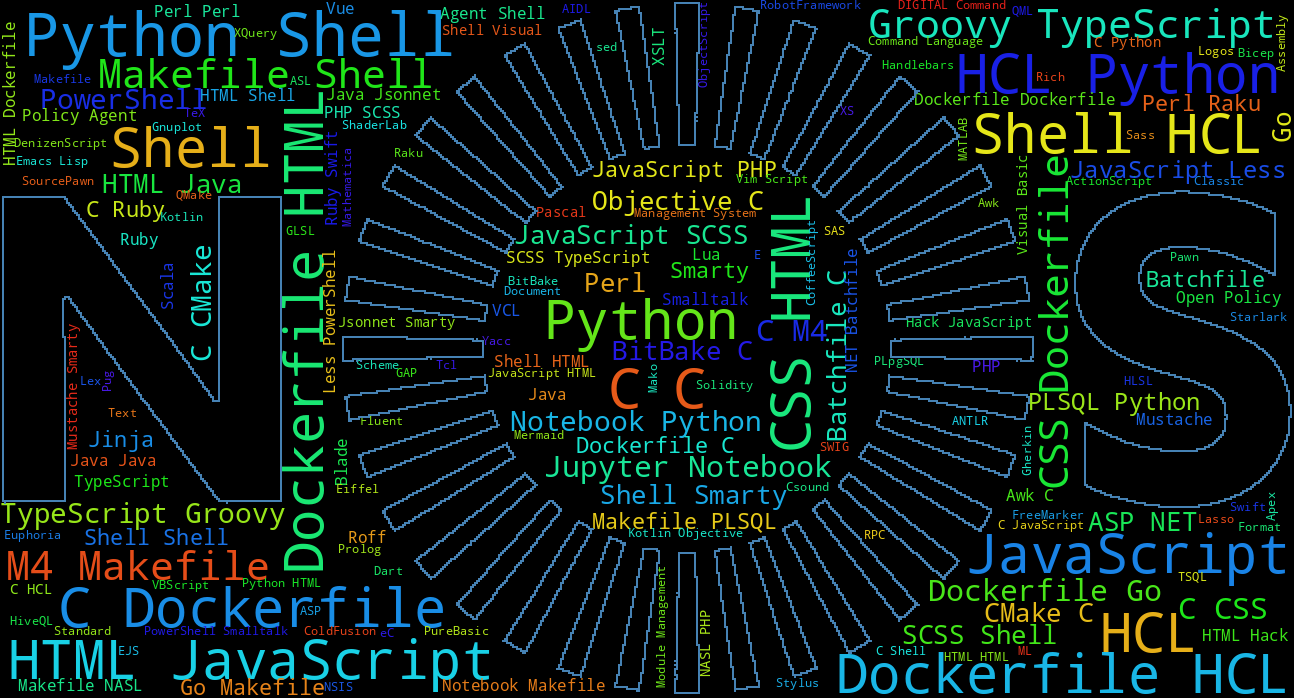 Perl Perl
Vue
Agent Shell
AIDL
RobotFramework
DIGITAL Command
QML
Python Shell
XQuery
Shell Visual
sed
XSLT
ObjectScript
Groovy TypeScript
Command Language
C Python
Logos
Bicep
Assembly
HTML Dockerfile
Makefile Shell
Makefile
ASL
Handlebars
HCL Python
Rich
PowerShell
HTML Shell
Java Jsonnet
TeX
PHP SCSS
Policy Agent
ShaderLab
Gnuplot
XS
Dockerfile Dockerfile
Perl Raku
Go
Shell
DenizenScript
Emacs Lisp
Raku
MATLAB
Shell HCL
Sass
SourcePawn
HTML Java
QMake
Ruby Swift
Mathematica
JavaScript PHP
Vim Script
JavaScript Less
ActionScript
Classic
Visual Basic
C Ruby
Kotlin
Objective C
Management System
Pascal
Awk
Ruby
GLSL
JavaScript SCSS
SAS
Scala
C CMake
Dockerfile HTML
Less PowerShell
SCSS TypeScript
Lua
E
Smarty
CoffeeScript
CSS HTML
NET Batchfile
Batchfile C
CSS Dockerfile
Pawn
Batchfile
Open Policy
Starlark
BitBake
Document
Perl
Smalltalk
VCL
Python
C M4
Jsonnet Smarty
Hack JavaScript
Yacc
BitBake C
Mustache Smarty
Scheme
GAP
Tcl
Shell HTML
JavaScript HTML
PLpgSQL
PHP
Lex
Pug
C C
Mako
Solidity
Java
HLSL
Text
PLSQL Python
Mustache
Fluent
Notebook Python
ANTLR
Jinja
Mermaid
Dockerfile C
SWIG
Gherkin
Java Java
Blade
Jupyter Notebook
TypeScript
Eiffel
Shell Smarty
Csound
Awk C
Apex
Swift
TypeScript Groovy
Makefile PLSQL
FreeMarker
C JavaScript
ASP NET
Lasso
Format
Euphoria
Shell Shell
Roff
Prolog
Kotlin Objective
RPC
JavaScript
M4 Makefile
Dart
TSQL
C HCL
VBScript
Python HTML
Module Management
Dockerfile Go
C Dockerfile
ASP
CMake C
C CSS
HiveQL
Standard
PowerShell Smalltalk
ColdFusion
eC
PureBasic
NASL PHP
SCSS Shell
HCL
HTML Hack
HTML JavaScript
EJS
C Shell
HTML HTML
ML
Makefile NASL
Go Makefile
NSIS
Notebook Makefile
Stylus
Dockerfile HCL
N
S